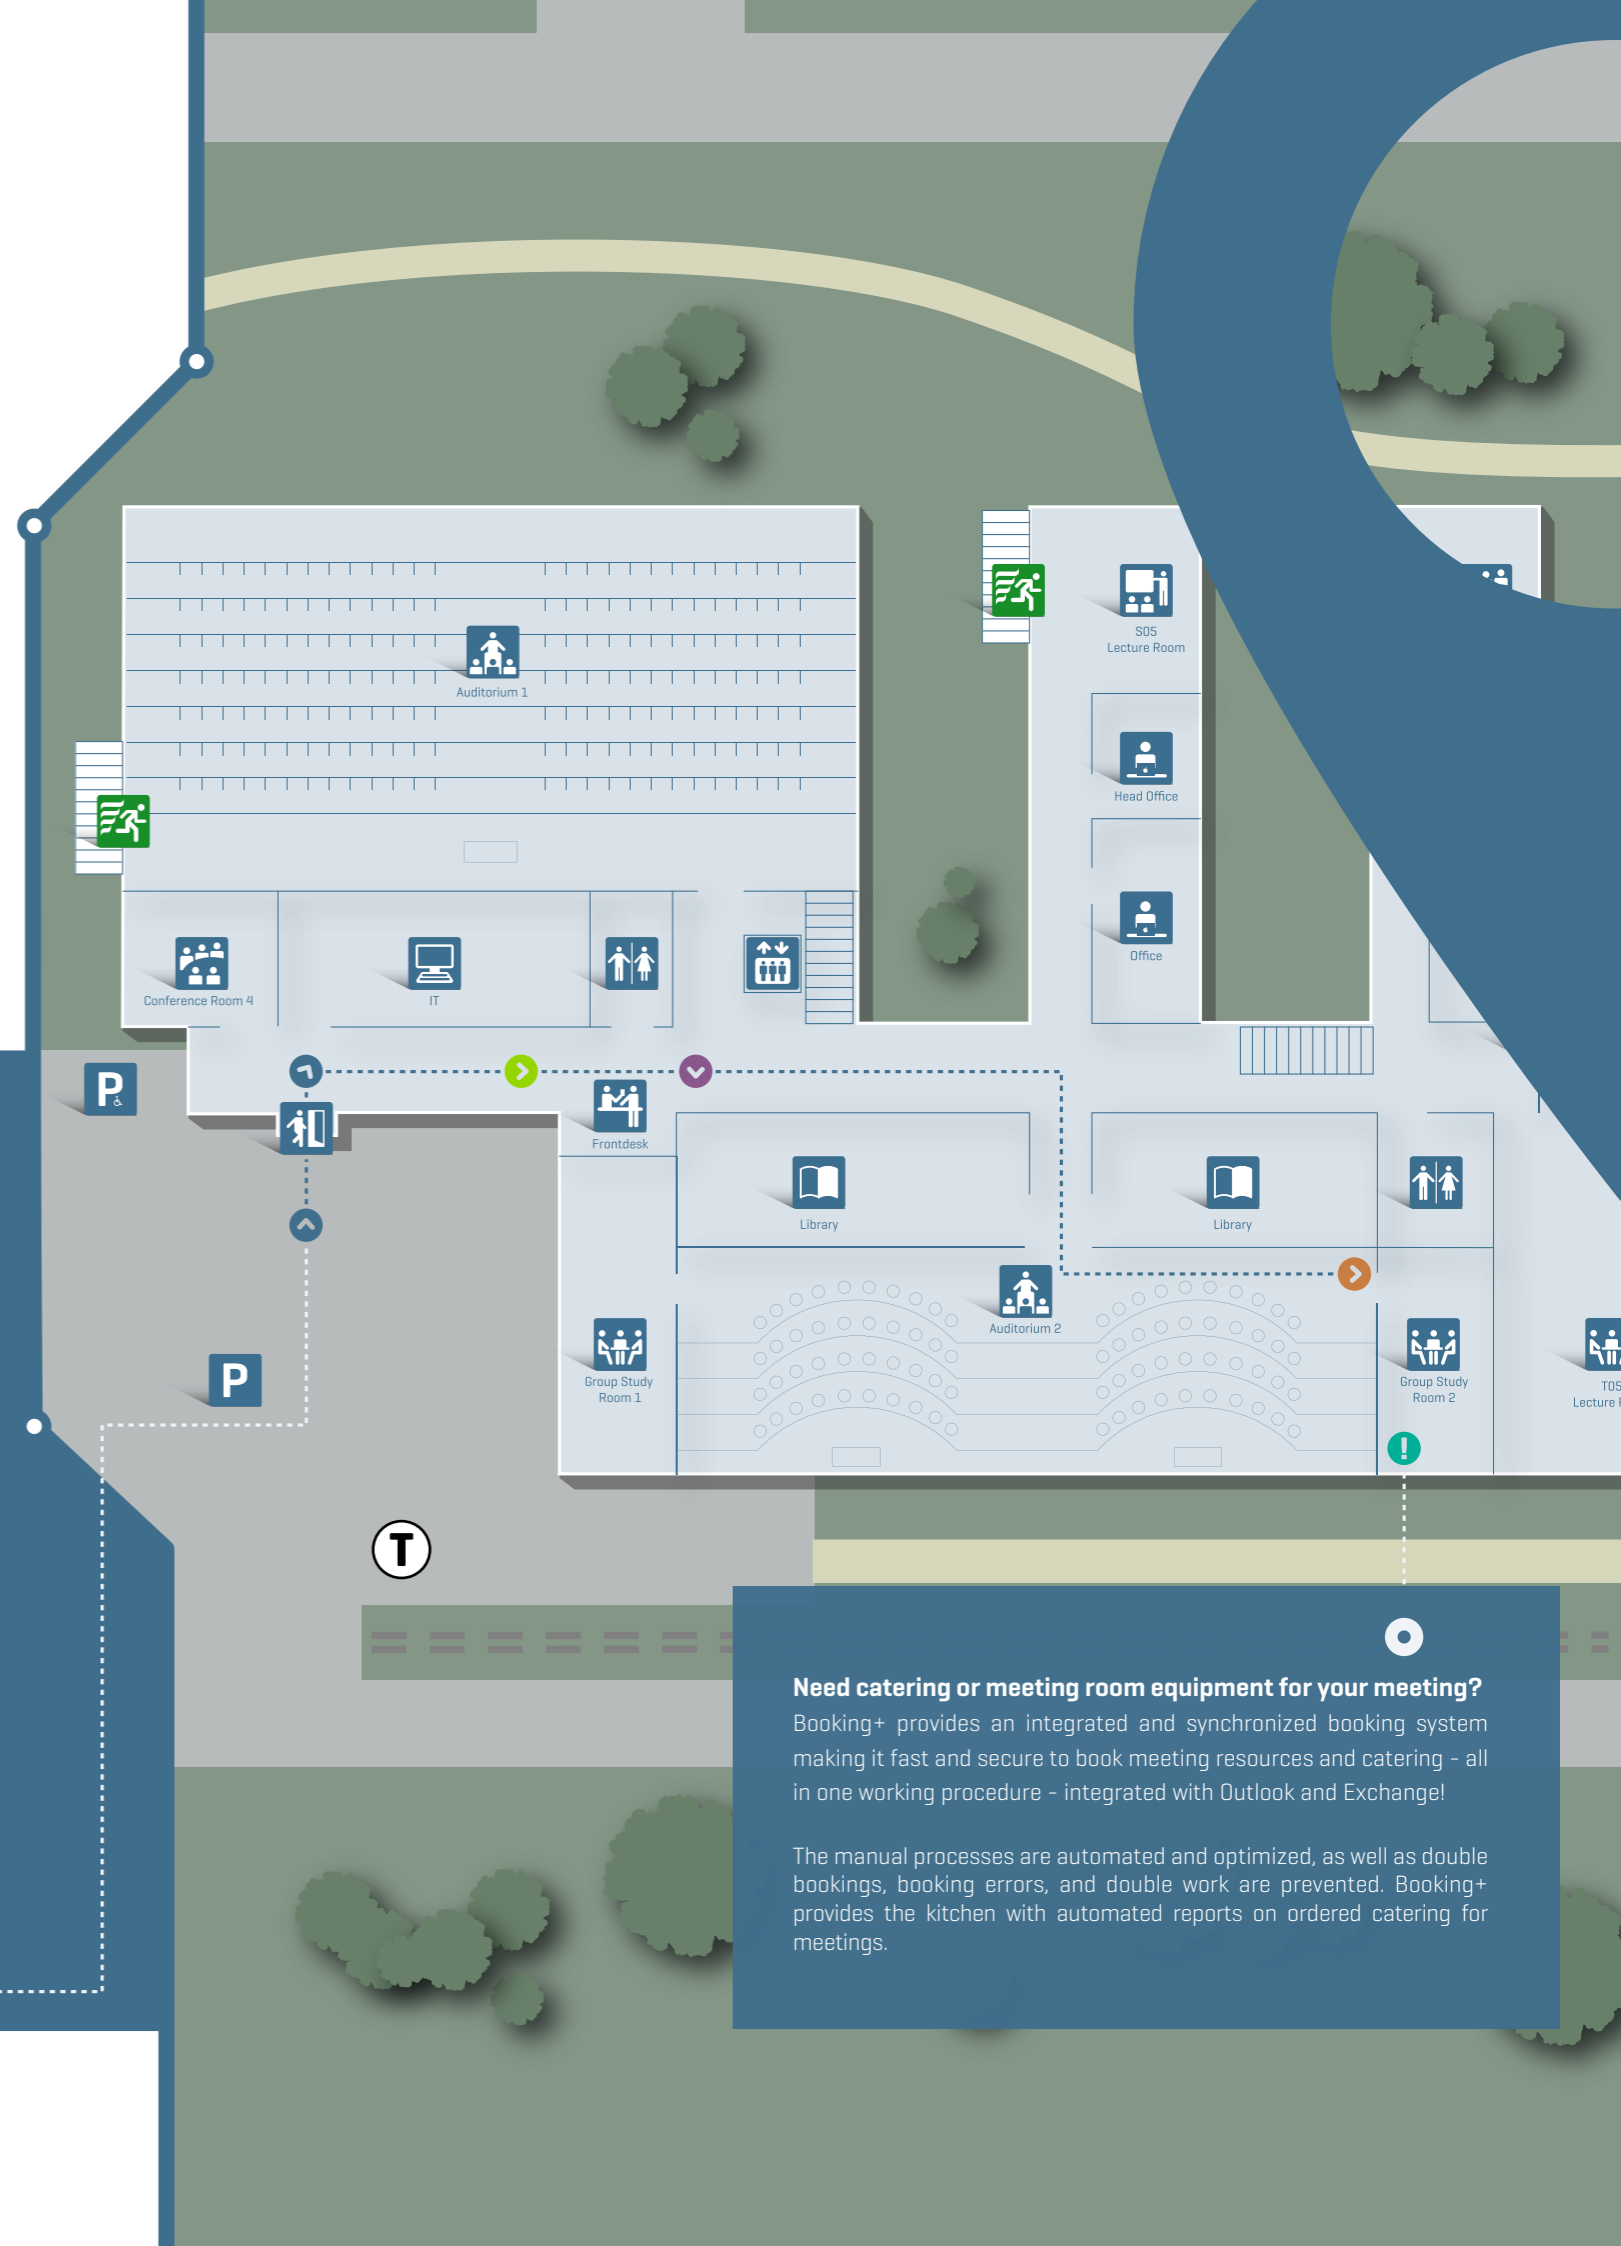 S05
Lecture Room
Auditorium 1
Head Office
Office
Conference Room 4
IT
P
Frontdesk
Library
Library
Auditorium 2
P
Group Study
Room 1
Group Study
Room 2
T05
Lecture
!
T
Need catering or meeting room equipment for your meeting?
Booking+ provides an integrated and synchronized booking system
making it fast and secure to book meeting resources and catering - all
in one working procedure - integrated with Outlook and Exchange!
The manual processes are automated and optimized, as well as double
bookings, booking errors, and double work are prevented. Booking+
provides the kitchen with automated reports on ordered catering for
meetings.